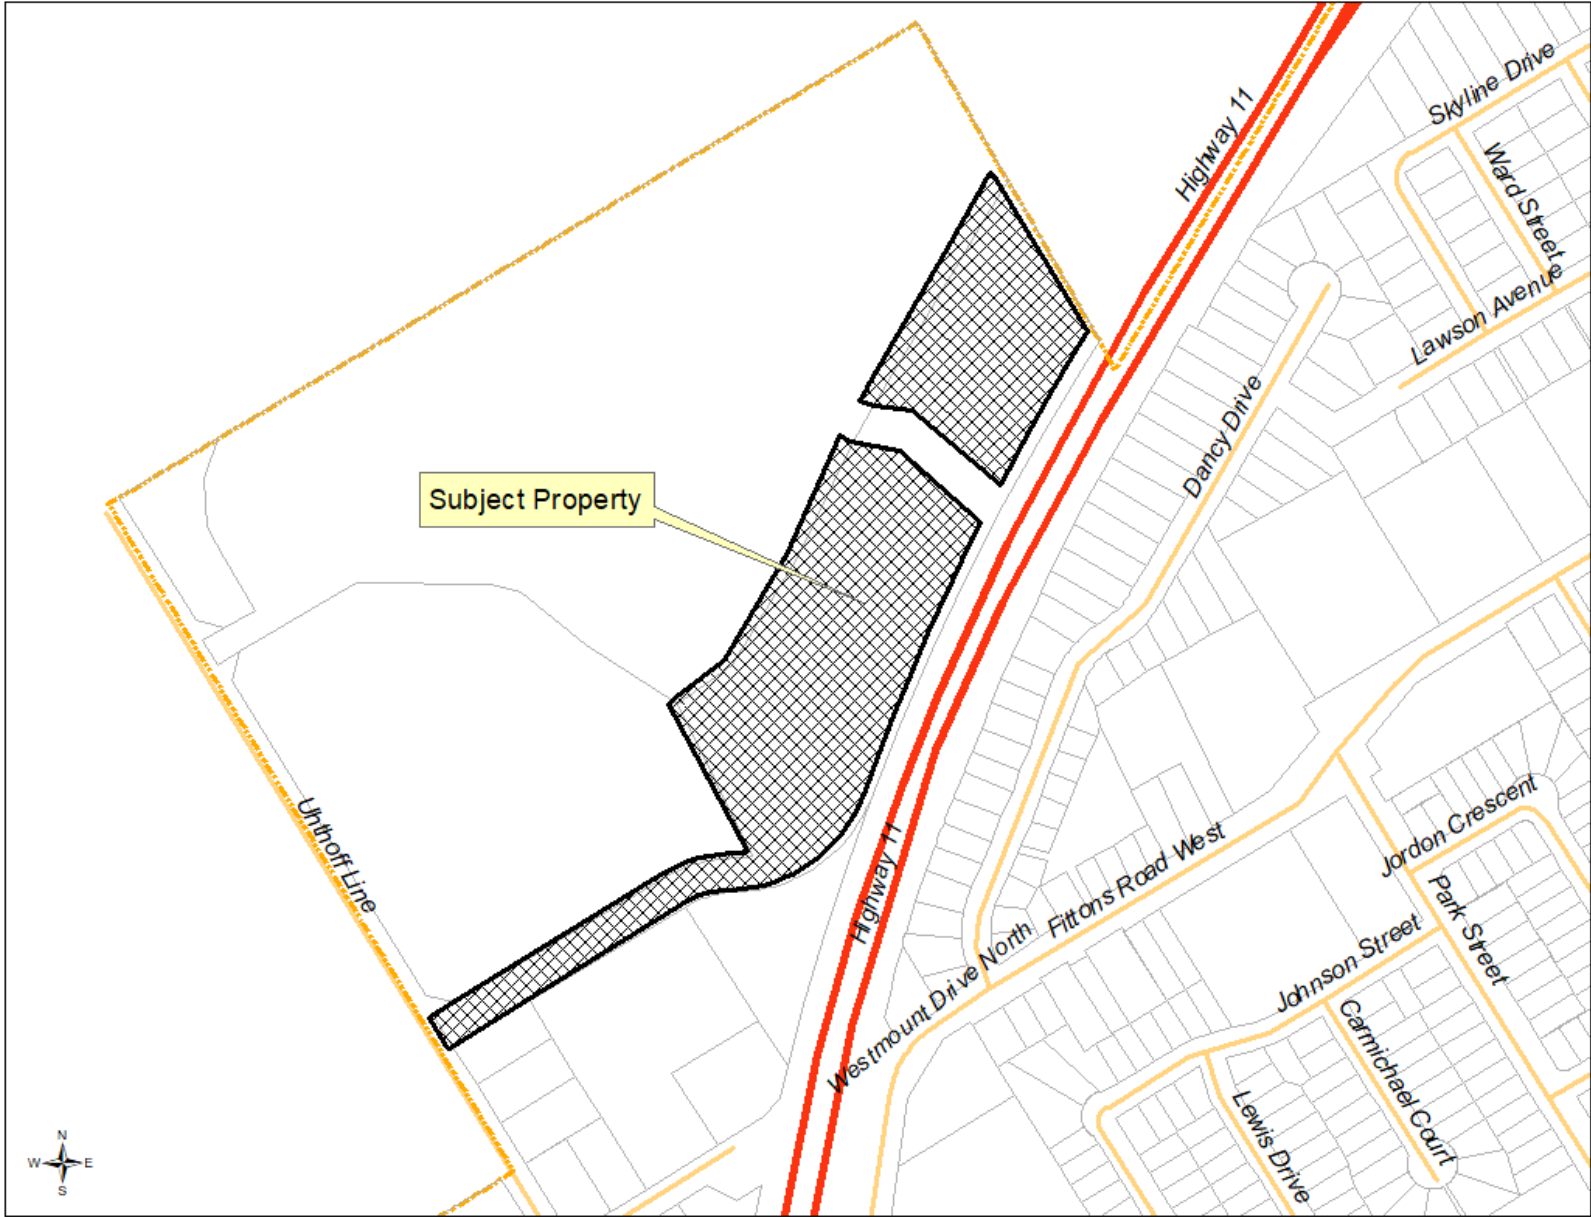 Skyline Drive
Highway 11
Ward Street
Lawson Avenue
Dancy Drive
Subject Property
Uhthoff Line
Highway 11
Jordon Crescent
Fittons Road West
Park Street
Westmount Drive North
Johnson Street
Carmichael Court
Lewis Drive
N
W E
S